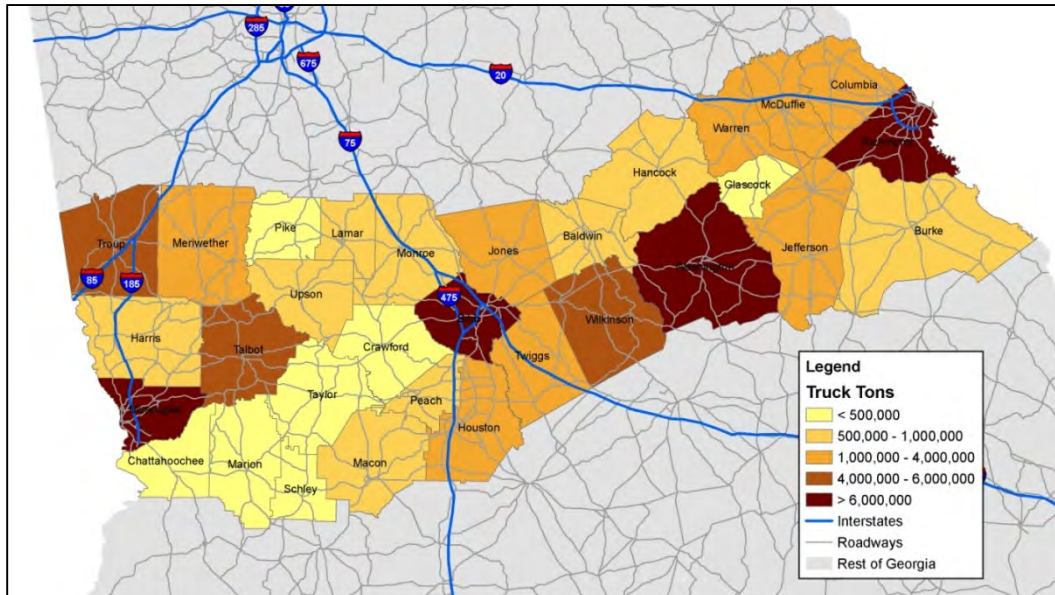 285
675
20
75
Columbia
McDuffie
Warren
Hancock
Glascock
Troup
Meriwether
Pike
Lamar
Monroe
Jones
Baldwin
Jefferson
Burke
85
185
475
Upson
Wilkinson
Harris
Talbot
Crawford
Twiggs
Taylor
Peach
Houston
Chattahoochee
Marion
Macon
Schley
Legend
Truck Tons
< 500,000
500,000 - 1,000,000
1,000,000 - 4,000,000
4,000,000 - 6,000,000
> 6,000,000
Interstates
Roadways
Rest of Georgia